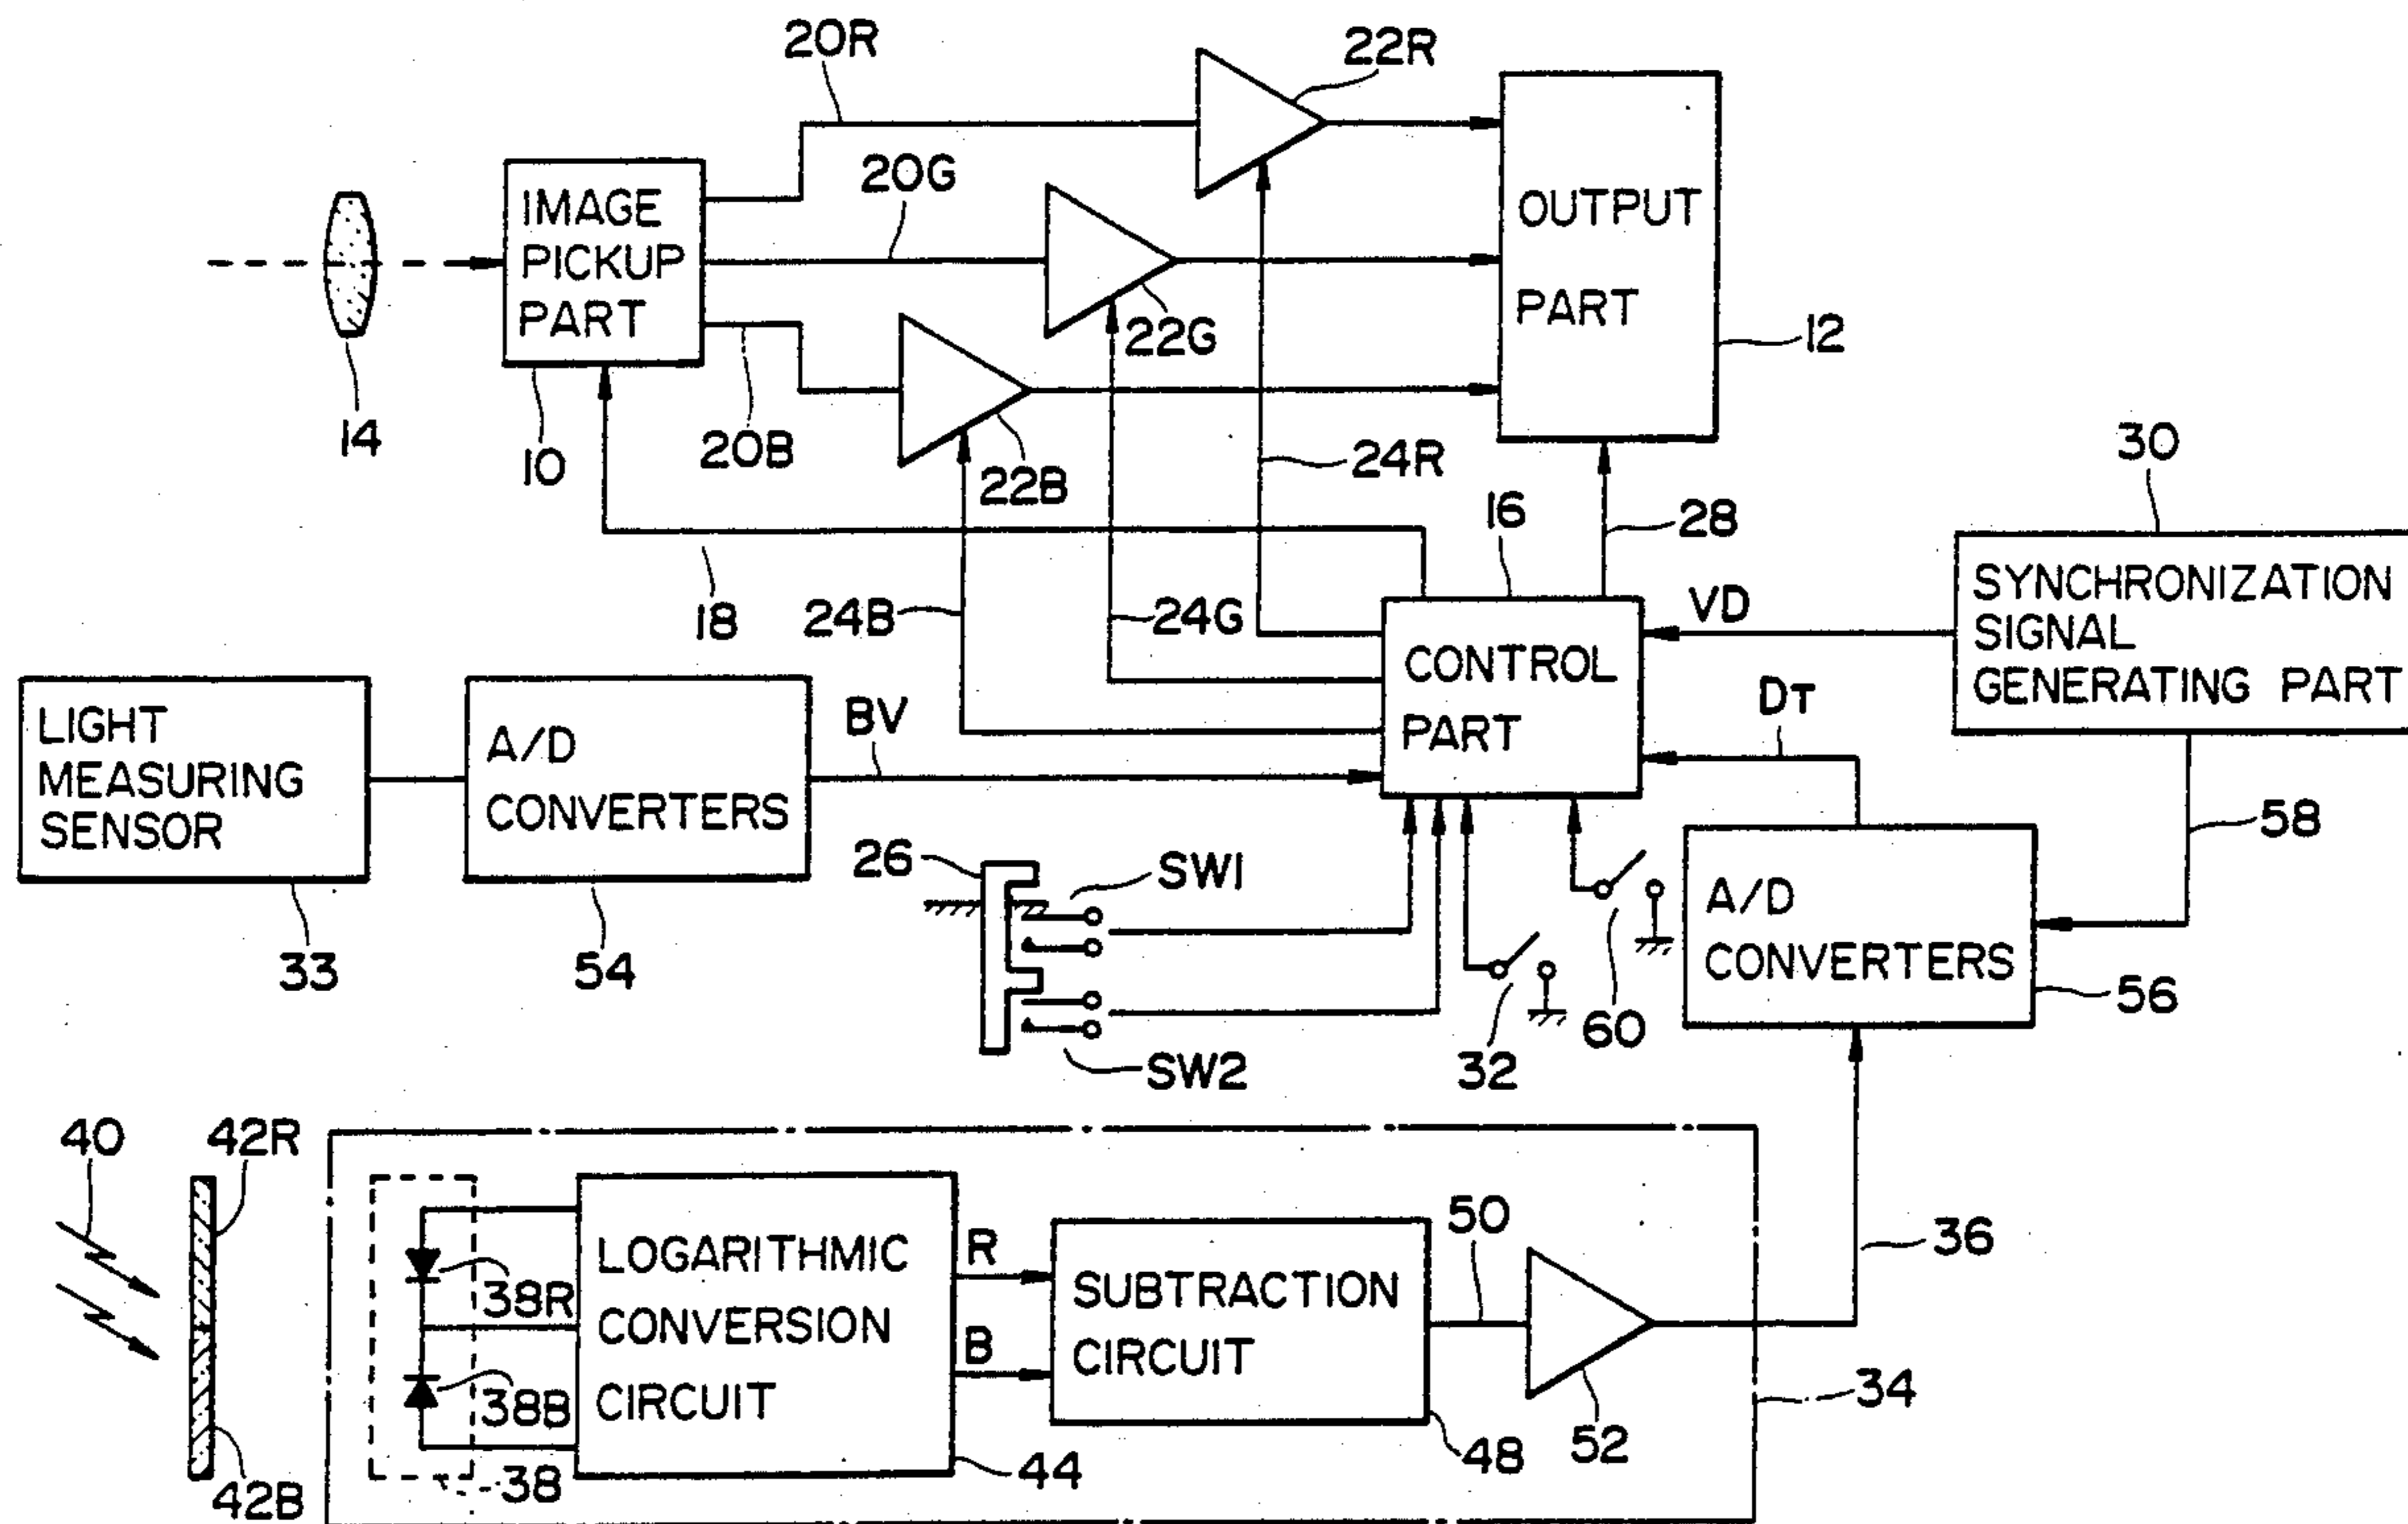 20R
22R
20G
IMAGE
PICKUP
PART
OUTPUT
PART
22G
12
14
10
20B
22B
24R
16
28
30
18
24B
24G
VD
SYNCHRONIZATION
SIGNAL
GENERATING PART
CONTROL
PART
LIGHT
MEASURING
SENSOR
A/D
CONVERTERS
BV
DT
58
26
SW1
A/D
CONVERTERS
33
54
32
60
56
SW2
40
42R
38R
LOGARITHMIC
CONVERSION
CIRCUIT
R
B
SUBTRACTION
CIRCUIT
50
36
38B
38
42B
44
48
52
34